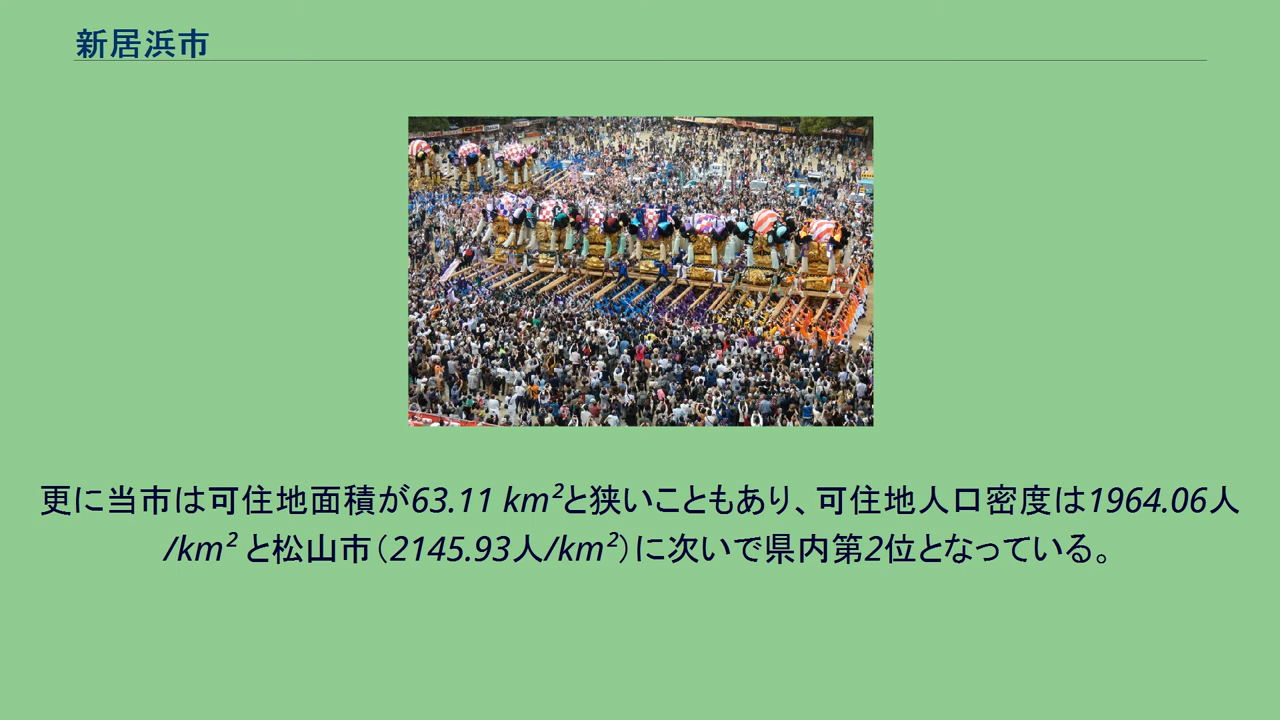 新居浜市
更に当市は可住地面積が63.11 km²と狭いこともあり、可住地人口密度は1964.06人
/km² と松山市（2145.93人/km²）に次いで県内第2位となっている。